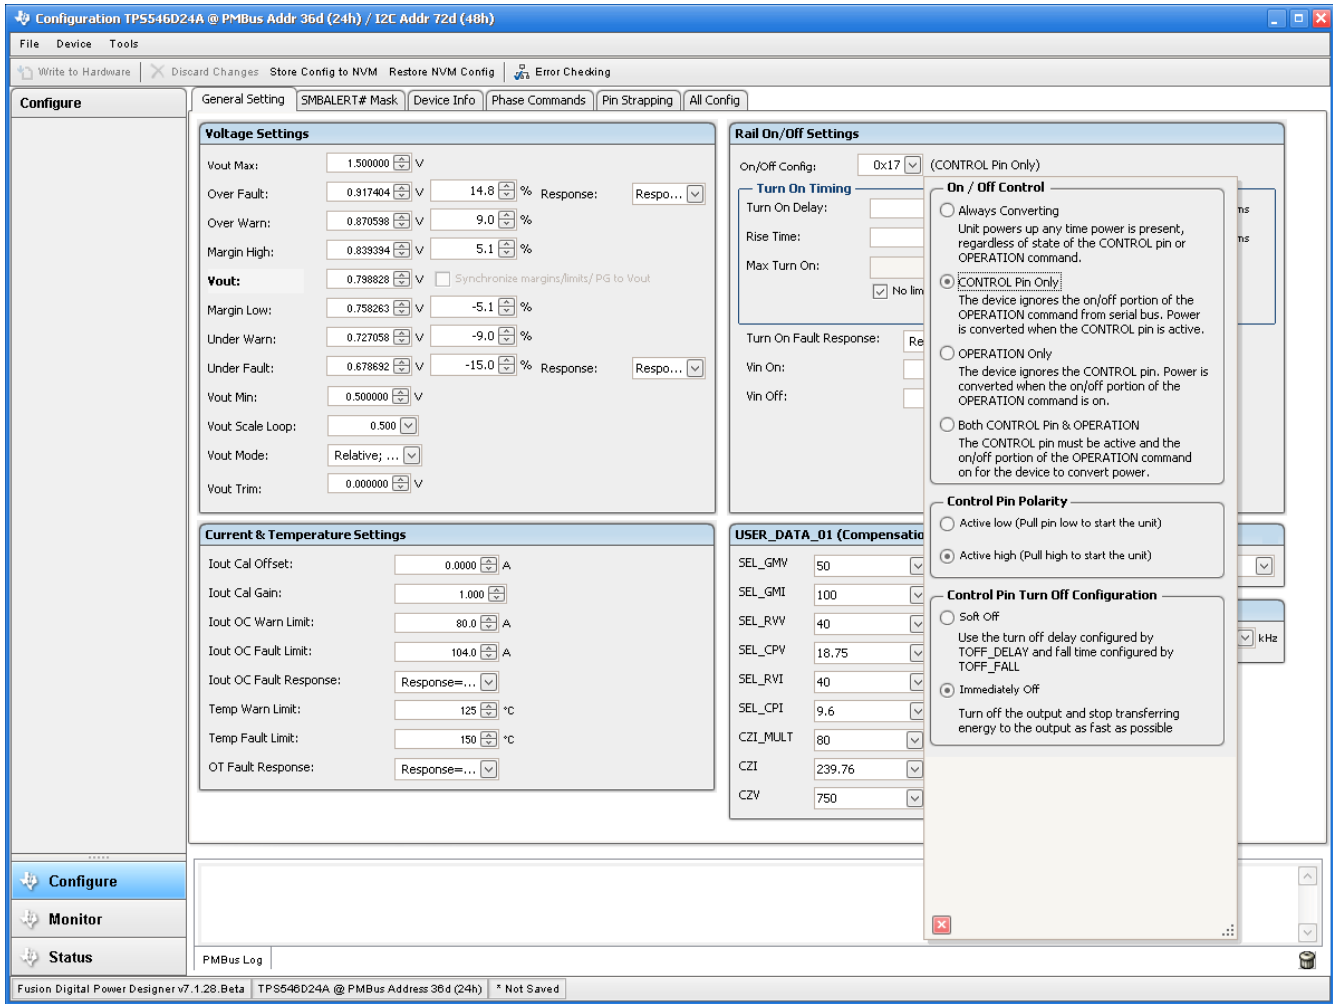 Configuration TPS546D24A @ PMBus Addr 36d (24h) / I2C Addr 72d (48h)
File Device Tools
Write to Hardware Discard Changes Store Config to NVM Restore NVM Config Error Checking
Configure
General Setting SMBALERT# Mask Device Info Phase Commands Pin Strapping All Config
Voltage Settings
Vout Max: 1.500000 V
Over Fault: 0.917404 V 14.8 % Response: Respo...
Over Warn: 0.870598 V 9.0 %
Margin High: 0.839394 V 5.1 %
Vout: 0.798828 V Synchronize margins/limits/ PG to Vout
Margin Low: 0.758263 V -5.1 %
Under Warn: 0.727058 V -9.0 %
Under Fault: 0.678692 V -15.0 % Response: Respo...
Vout Min: 0.500000 V
Vout Scale Loop: 0.500
Vout Mode: Relative; ...
Vout Trim: 0.000000 V
Rail On/Off Settings
On/Off Config: 0x17 (CONTROL Pin Only)
Turn On Timing
Turn On Delay: ms
Rise Time: ms
Max Turn On:
No lim
Turn On Fault Response: Re
Vin On:
Vin Off:
On / Off Control
Always Converting
Unit powers up any time power is present,
regardless of state of the CONTROL pin or
OPERATION command.
CONTROL Pin Only
The device ignores the on/off portion of the
OPERATION command from serial bus. Power
is converted when the CONTROL pin is active.
OPERATION Only
The device ignores the CONTROL pin. Power is
converted when the on/off portion of the
OPERATION command is on.
Both CONTROL Pin & OPERATION
The CONTROL pin must be active and the
on/off portion of the OPERATION command
on for the device to convert power.
Control Pin Polarity
Active low (Pull pin low to start the unit)
Active high (Pull high to start the unit)
Control Pin Turn Off Configuration
Soft Off
Use the turn off delay configured by
TOFF_DELAY and fall time configured by
TOFF_FALL
Immediately Off
Turn off the output and stop transferring
energy to the output as fast as possible
Current & Temperature Settings
Iout Cal Offset: 0.0000 A
Iout Cal Gain: 1.000
Iout OC Warn Limit: 80.0 A
Iout OC Fault Limit: 104.0 A
Iout OC Fault Response: Response=...
Temp Warn Limit: 125 °C
Temp Fault Limit: 150 °C
OT Fault Response: Response=...
USER_DATA_01 (Compensatio
SEL_GMV 50
SEL_GMI 100
SEL_RVV 40
SEL_CPV 18.75
SEL_RVI 40
SEL_CPI 9.6
CZI_MULT 80
CZI 239.76
CZV 750
kHz
Configure
Monitor
Status
PMBus Log
Fusion Digital Power Designer v7.1.28.Beta TPS546D24A @ PMBus Address 36d (24h) * Not Saved